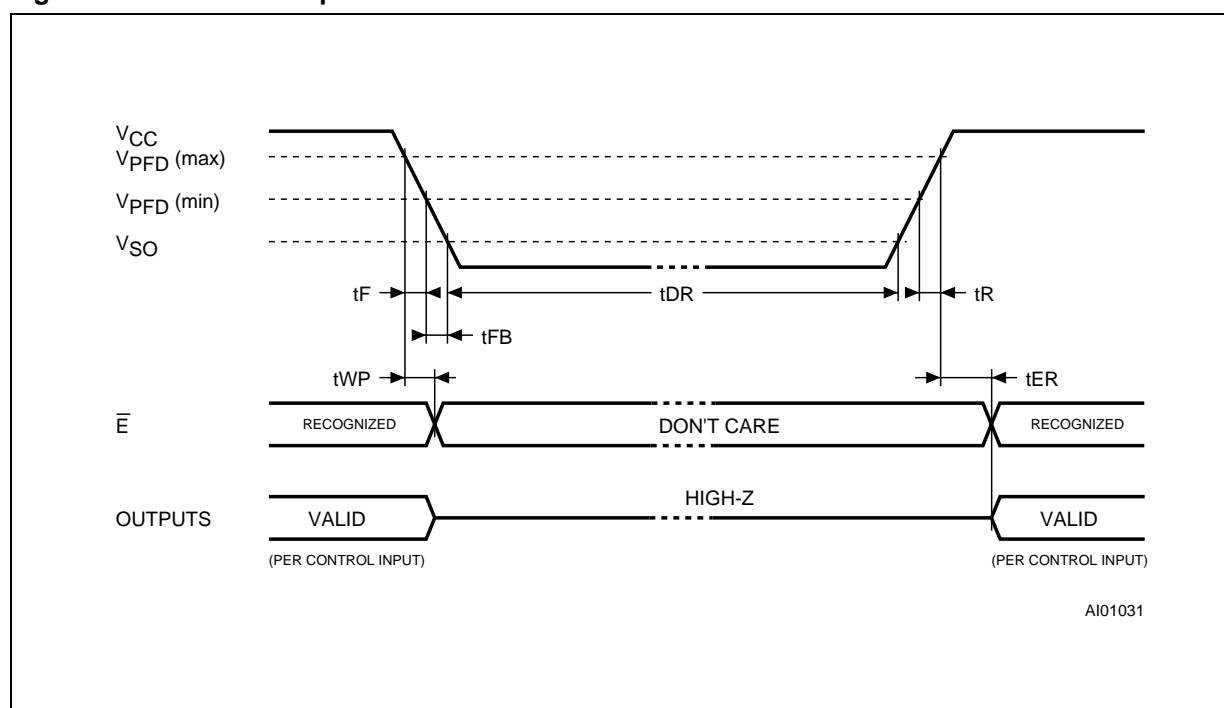 VCC
VPFD (max)
VPFD (min)
VSO
tF
tDR
tR
tFB
tWP
tER
E̅
RECOGNIZED
DON'T CARE
RECOGNIZED
HIGH-Z
OUTPUTS
VALID
VALID
(PER CONTROL INPUT)
(PER CONTROL INPUT)
AI01031